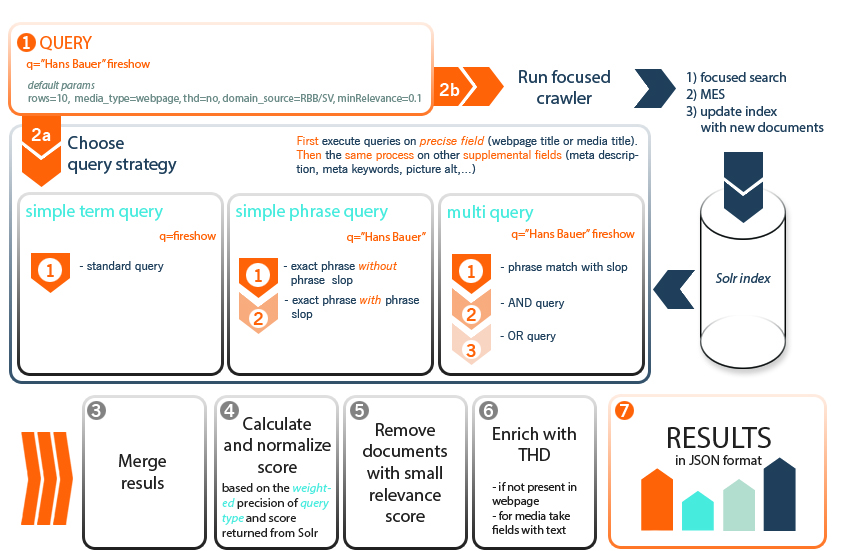 1 QUERY
q="Hans Bauer" fireshow
default params
rows=10, media_type=webpage, thd=no, domain_source=RBB/SV, minRelevance=0.1
2b
Run focused
crawler
1) focused search
2) MES
3) update index
with new documents
2a
Choose
query strategy
First execute queries on precise field (webpage title or media title).
Then the same process on other supplemental fields (meta descrip-
tion, meta keywords, picture alt,...)
simple term query
q=fireshow
1
- standard query
simple phrase query
q="Hans Bauer"
1
- exact phrase without
phrase slop
2
- exact phrase with phrase
slop
multi query
q="Hans Bauer" fireshow
1
- phrase match with slop
2
- AND query
3
- OR query
Solr index
3
Merge
resuls
4
Calculate
and normalize
score
based on the weight-
ed precision of query
type and score
returned from Solr
5
Remove
documents
with small
relevance
score
6
Enrich with
THD
- if not present in
webpage
- for media take
fields with text
7
RESULTS
in JSON format